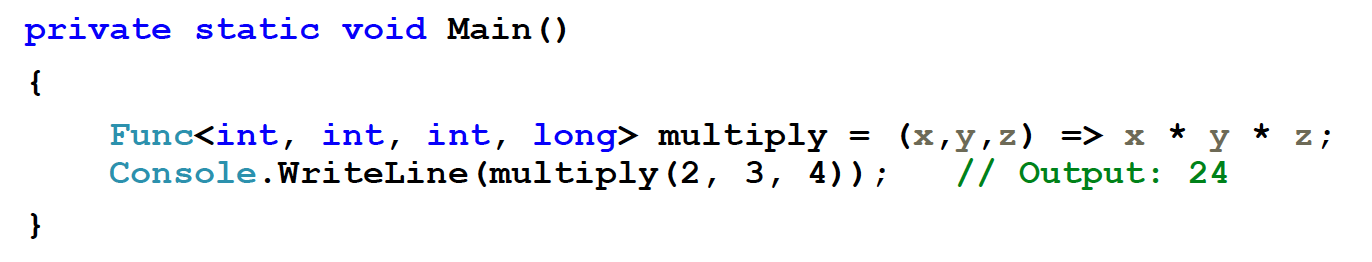 private static void Main()
{
    Func<int, int, int, long> multiply = (x,y,z) => x * y * z;
    Console.WriteLine(multiply(2, 3, 4));   // Output: 24
}